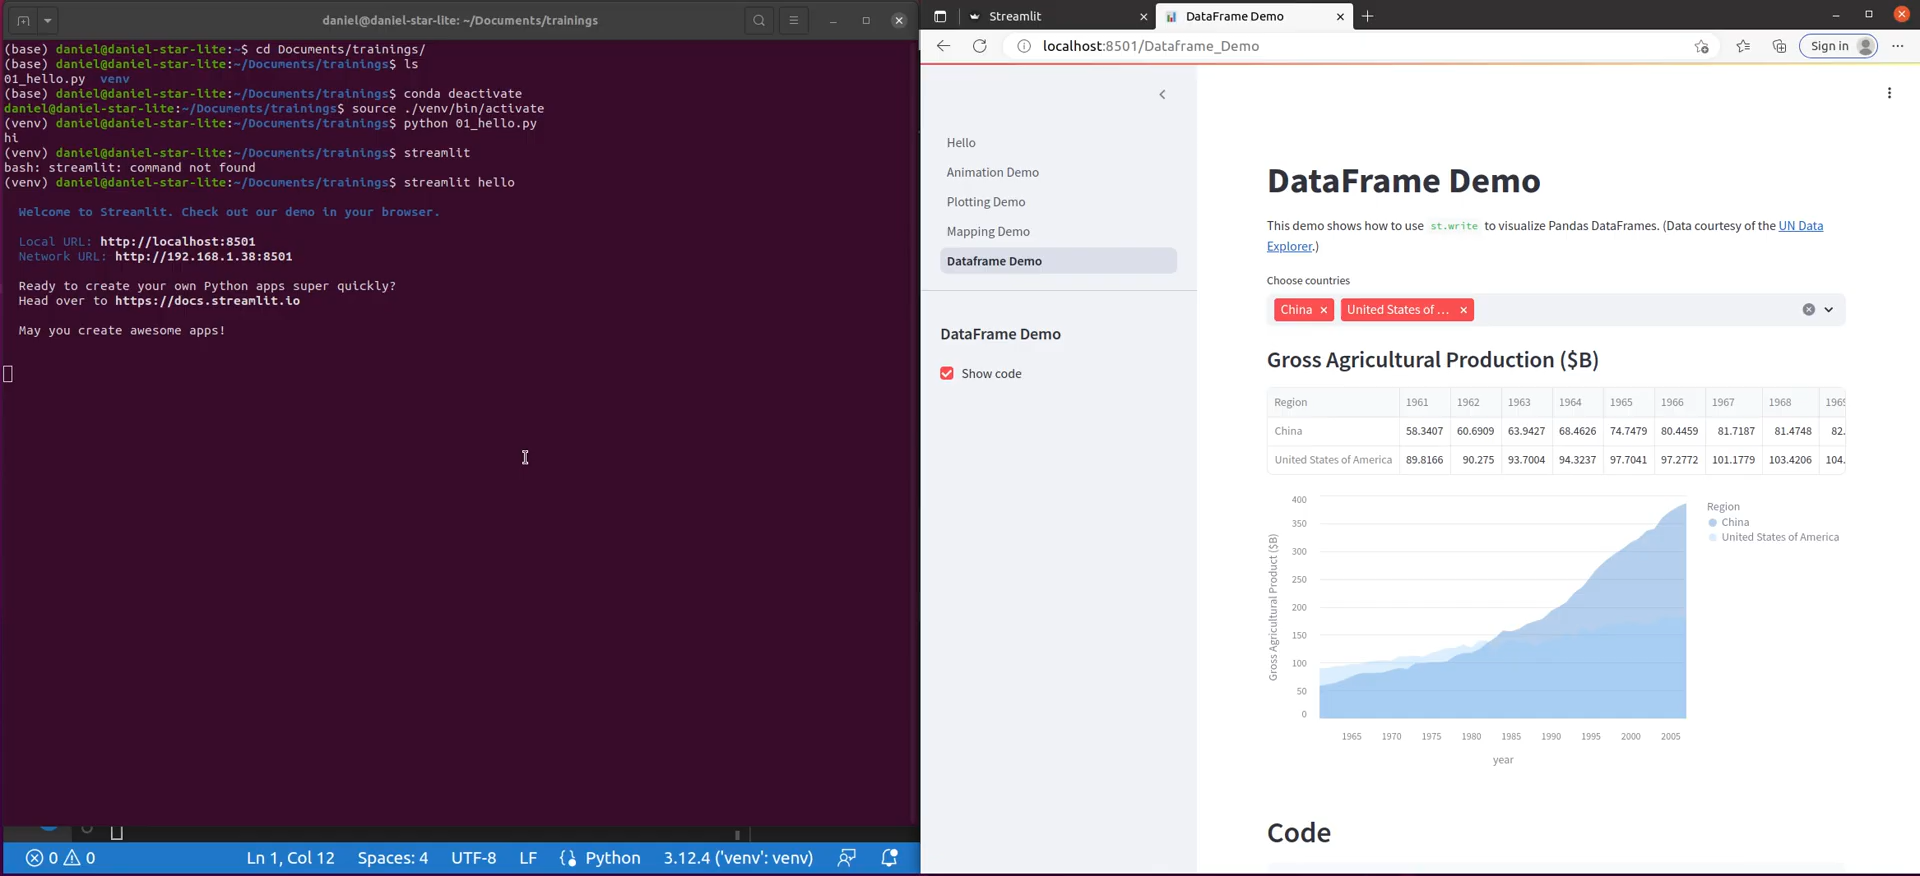 daniel@daniel-star-lite: ~/Documents/trainings
(base) daniel@daniel-star-lite:~$ cd Documents/trainings/
(base) daniel@daniel-star-lite:~/Documents/trainings$ ls
01_hello.py  venv
(base) daniel@daniel-star-lite:~/Documents/trainings$ conda deactivate
daniel@daniel-star-lite:~/Documents/trainings$ source ./venv/bin/activate
(venv) daniel@daniel-star-lite:~/Documents/trainings$ python 01_hello.py
hi
(venv) daniel@daniel-star-lite:~/Documents/trainings$ streamlit
bash: streamlit: command not found
(venv) daniel@daniel-star-lite:~/Documents/trainings$ streamlit hello
Welcome to Streamlit. Check out our demo in your browser.
Local URL: http://localhost:8501
Network URL: http://192.168.1.38:8501
Ready to create your own Python apps super quickly?
Head over to https://docs.streamlit.io
May you create awesome apps!
0 0 Ln 1, Col 12 Spaces: 4 UTF-8 LF Python 3.12.4 ('venv': venv)
Streamlit DataFrame Demo
localhost:8501/Dataframe_Demo Sign in
Hello
Animation Demo
Plotting Demo
Mapping Demo
Dataframe Demo
DataFrame Demo
Show code
DataFrame Demo
This demo shows how to use st.write to visualize Pandas DataFrames. (Data courtesy of the UN Data
Explorer.)
Choose countries
China United States of ...
Gross Agricultural Production ($B)
Region 1961 1962 1963 1964 1965 1966 1967 1968 196
China 58.3407 60.6909 63.9427 68.4626 74.7479 80.4459 81.7187 81.4748 82.
United States of America 89.8166 90.275 93.7004 94.3237 97.7041 97.2772 101.1779 103.4206 104.
Gross Agricultural Product ($B)
400
350
300
250
200
150
100
50
0
1965 1970 1975 1980 1985 1990 1995 2000 2005
year
Region
China
United States of America
Code